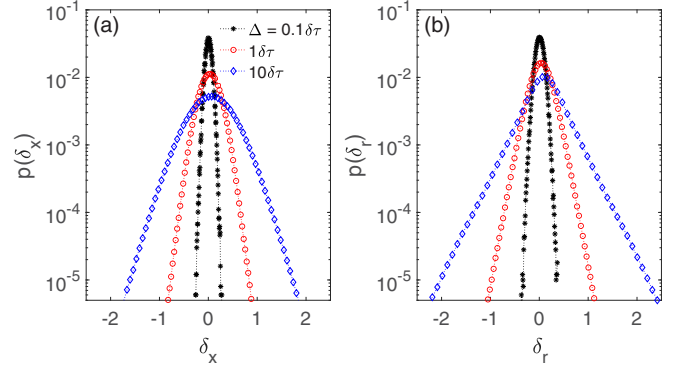 (a)
Δ = 0.1δτ
1δτ
10δτ
10⁻¹
10⁻²
10⁻³
10⁻⁴
10⁻⁵
p(δₓ)
-2 -1 0 1 2
δₓ
(b)
10⁻¹
10⁻²
10⁻³
10⁻⁴
10⁻⁵
p(δᵣ)
-2 -1 0 1 2
δᵣ